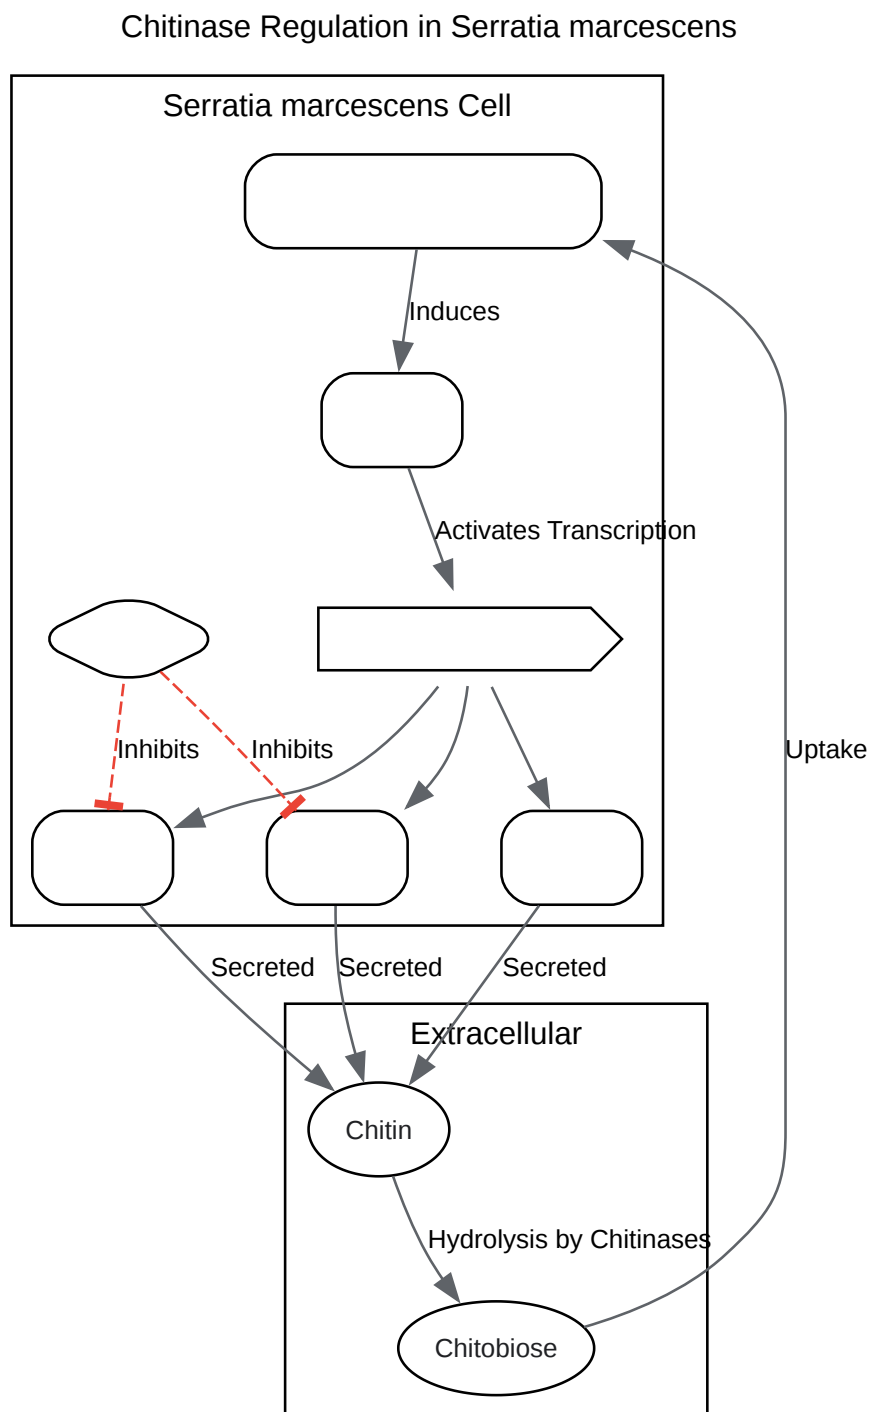 Chitinase Regulation in Serratia marcescens
Serratia marcescens Cell
Induces
Activates Transcription
Inhibits
Inhibits
Uptake
Secreted
Secreted
Secreted
Extracellular
Chitin
Hydrolysis by Chitinases
Chitobiose